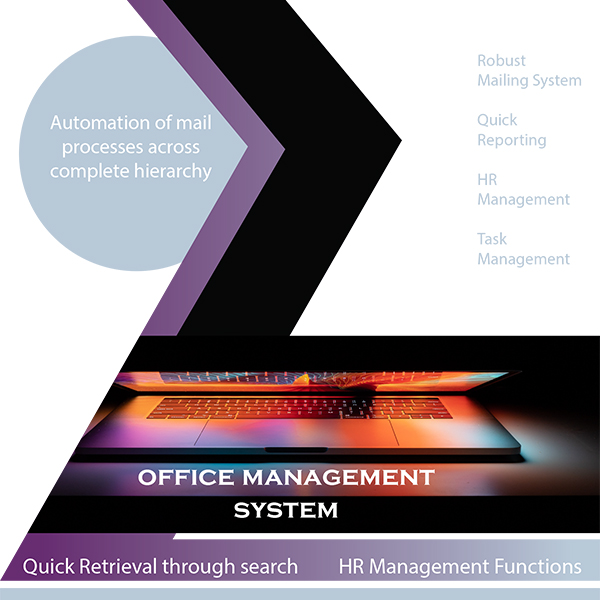 Automation of mail
processes across
complete hierarchy
Robust
Mailing System
Quick
Reporting
HR
Management
Task
Management
OFFICE MANAGEMENT
SYSTEM
Quick Retrieval through search
HR Management Functions